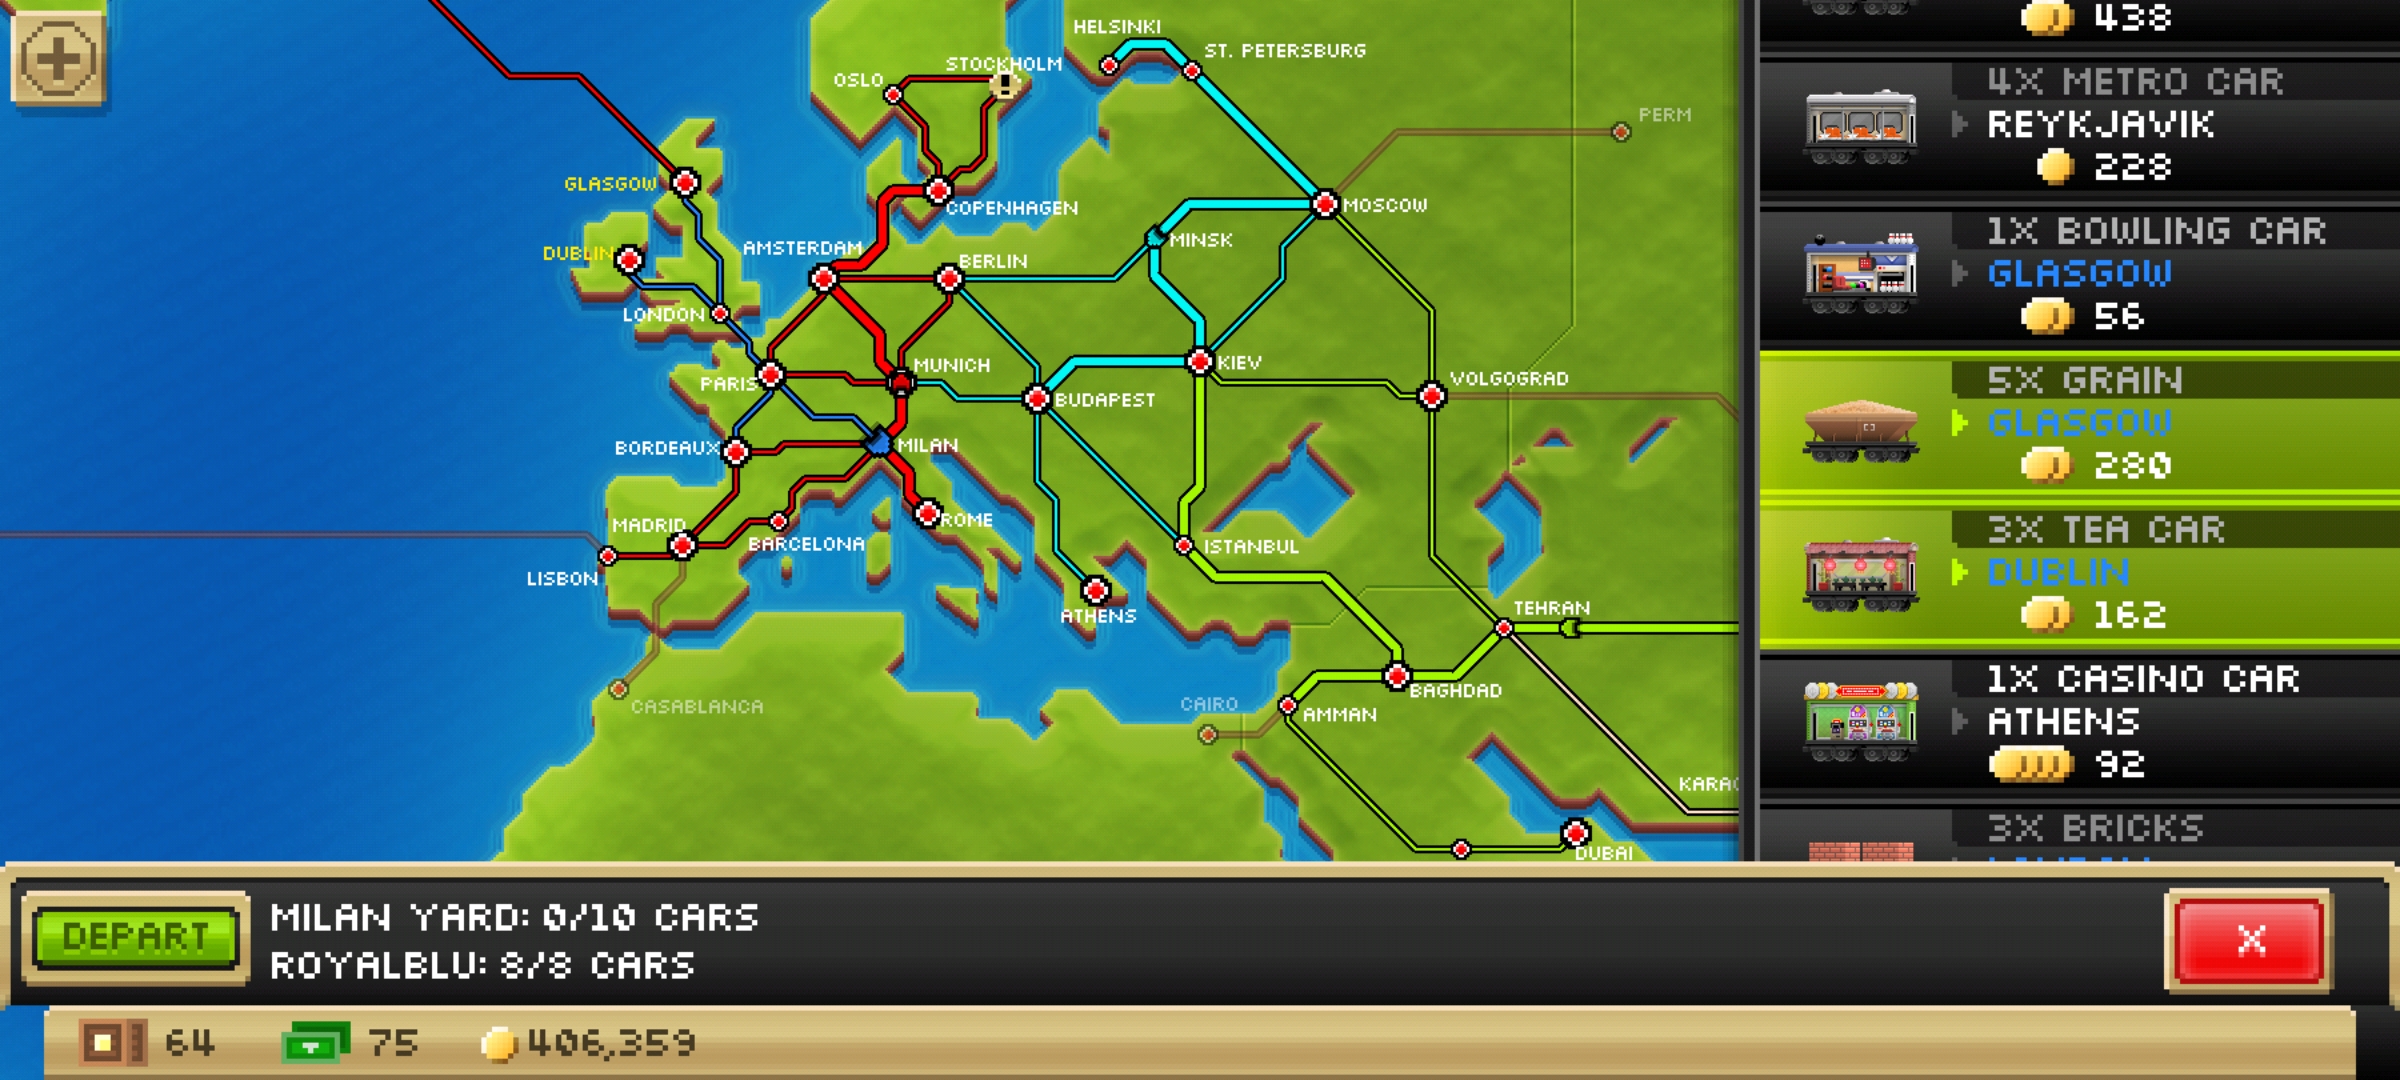 HELSINKI
ST. PETERSBURG
STOCKHOLM
OSLO
PERM
GLASGOW
COPENHAGEN
MOSCOW
DUBLIN
AMSTERDAM
BERLIN
MINSK
LONDON
MUNICH
KIEV
PARIS
BUDAPEST
VOLGOGRAD
BORDEAUX
MILAN
MADRID
ROME
BARCELONA
ISTANBUL
LISBON
ATHENS
TEHRAN
CASABLANCA
CAIRO
AMMAN
BAGHDAD
KARAC
DUBAI
438
4X METRO CAR
REYKJAVIK
228
1X BOWLING CAR
GLASGOW
56
5X GRAIN
GLASGOW
280
3X TEA CAR
DUBLIN
162
1X CASINO CAR
ATHENS
92
3X BRICKS
DEPART
MILAN YARD: 0/10 CARS
ROYALBLU: 8/8 CARS
X
64
75
406,359